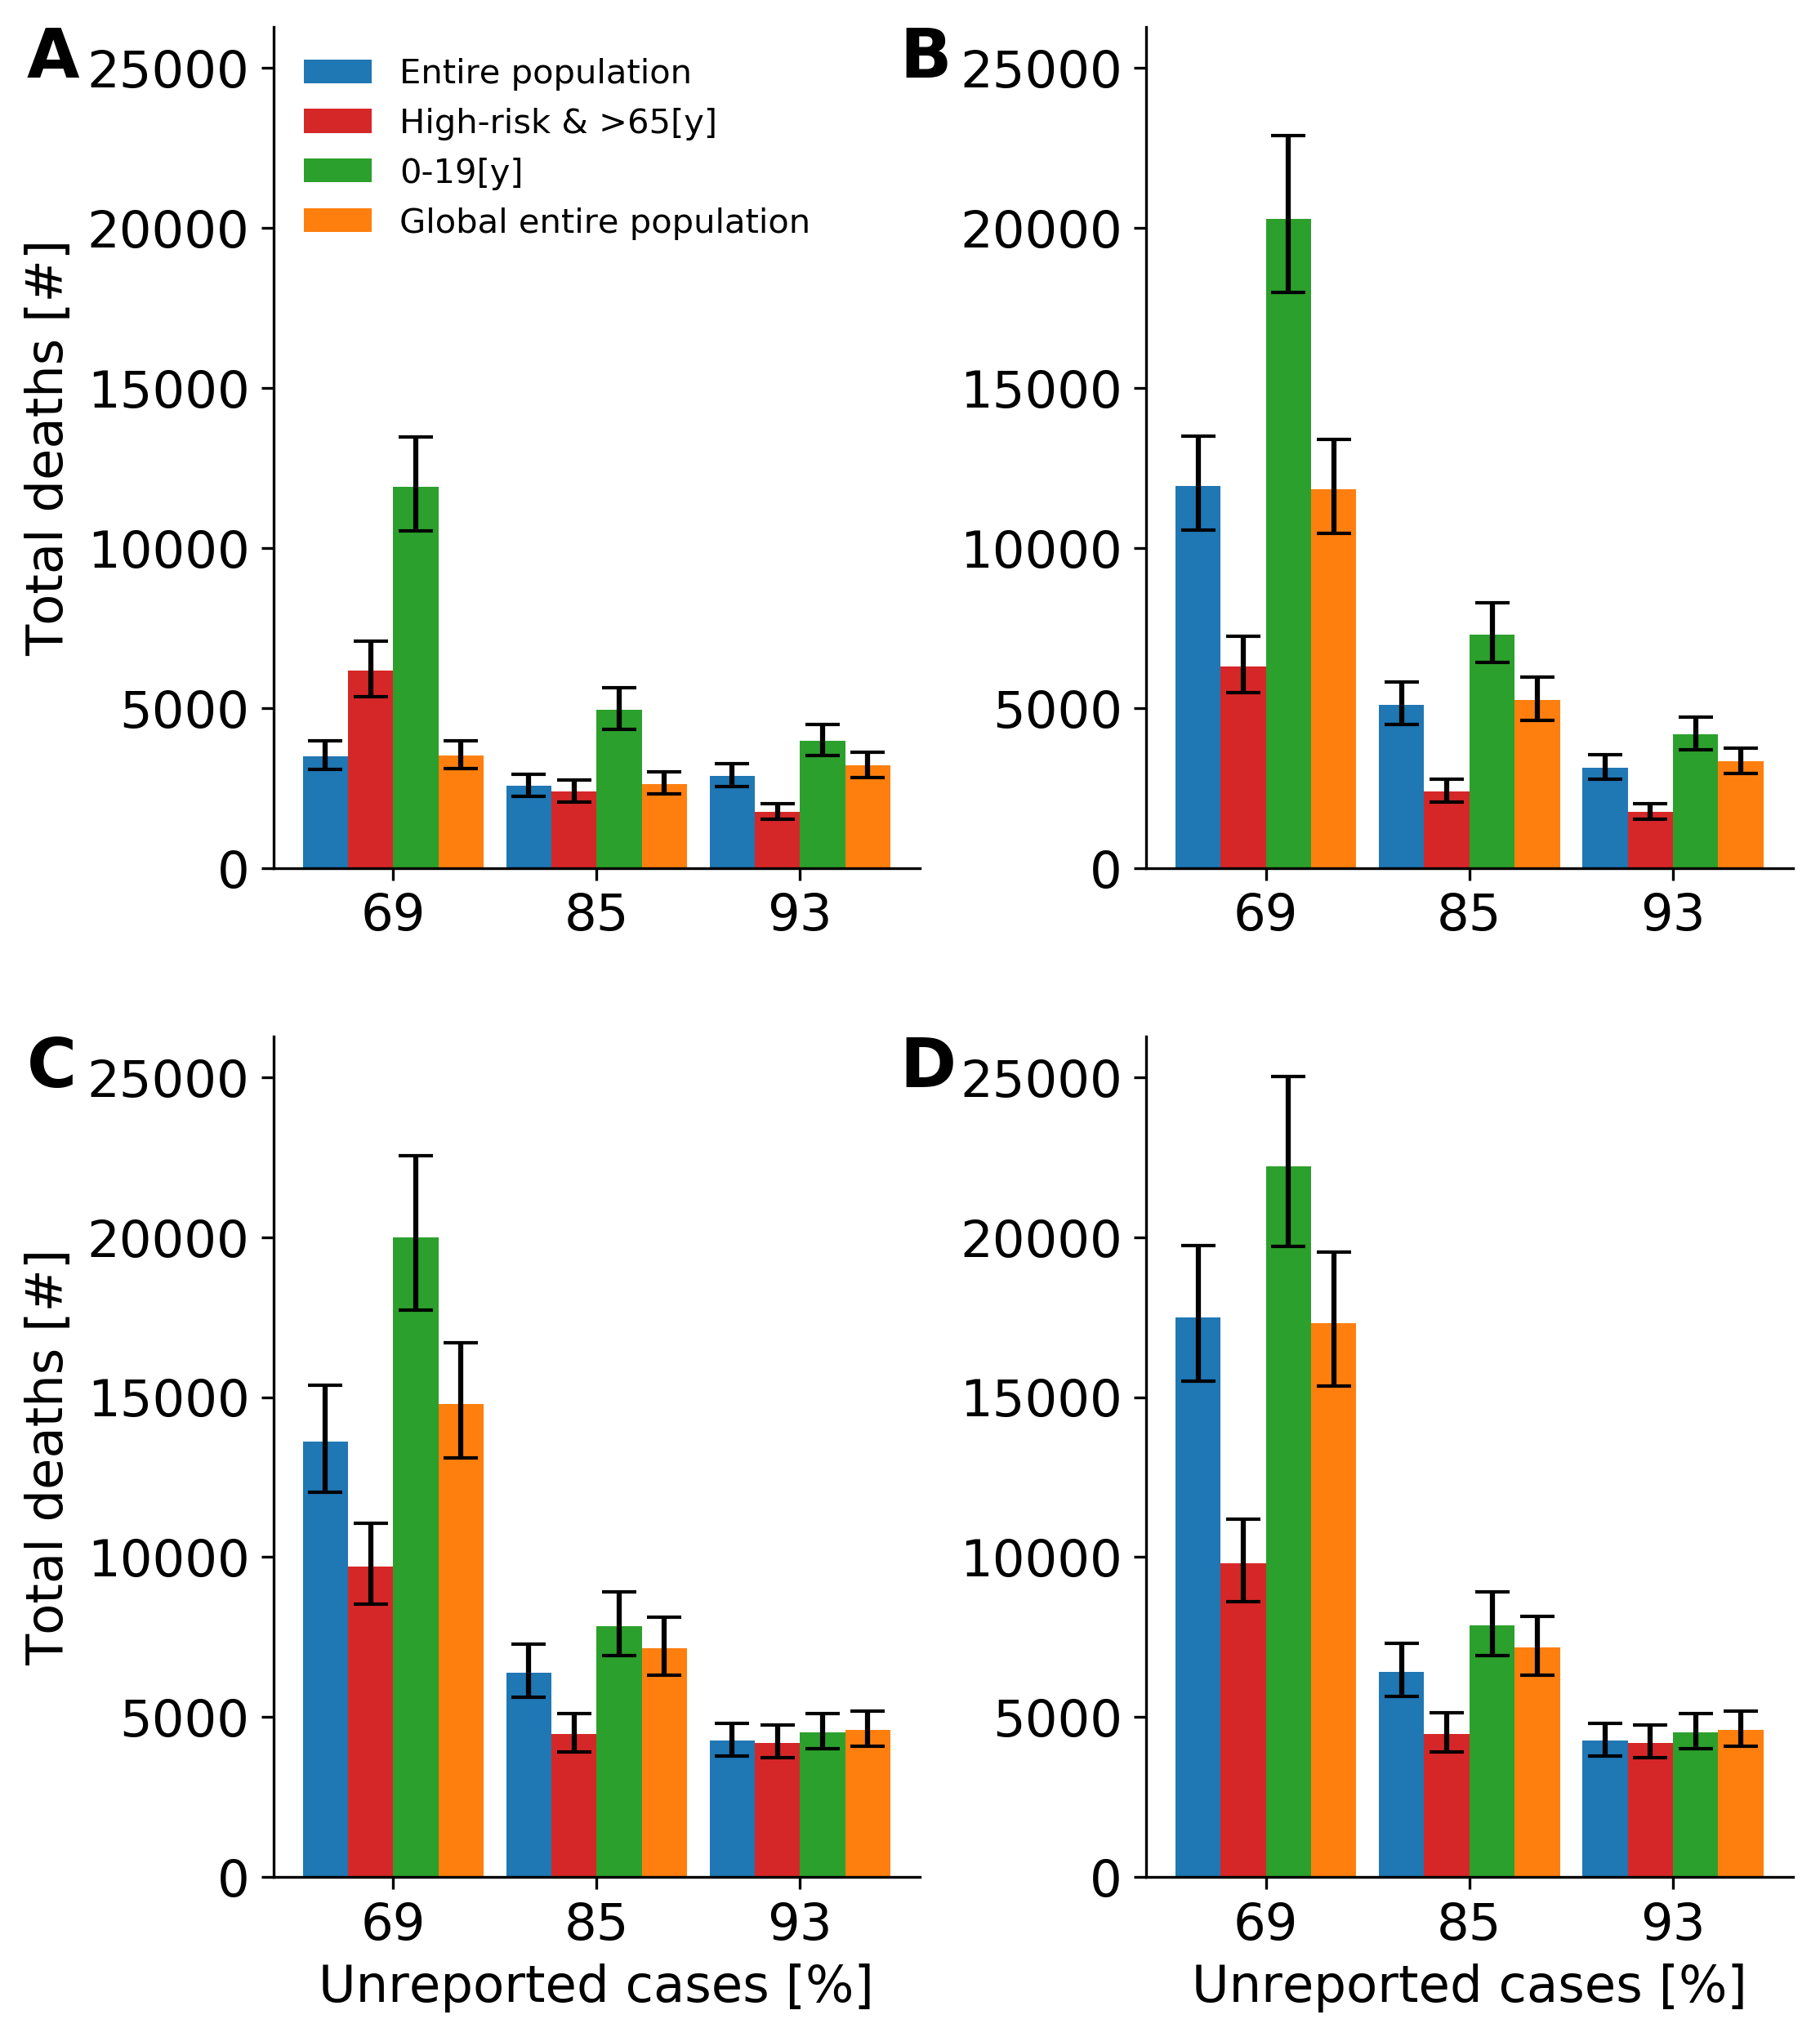 A
Total deaths [#]
25000
20000
15000
10000
5000
0
Entire population
High-risk & >65[y]
0-19[y]
Global entire population
69 85 93
B
25000
20000
15000
10000
5000
0
69 85 93
C
Total deaths [#]
25000
20000
15000
10000
5000
0
69 85 93
Unreported cases [%]
D
25000
20000
15000
10000
5000
0
69 85 93
Unreported cases [%]